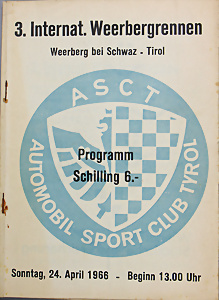 3. Internat. Weerbergrennen
Weerberg bei Schwaz - Tirol
ASCT
Programm
Schilling 6.-
AUTOMOBIL SPORT CLUB TYROL
Sonntag, 24. April 1966 - Beginn 13.00 Uhr